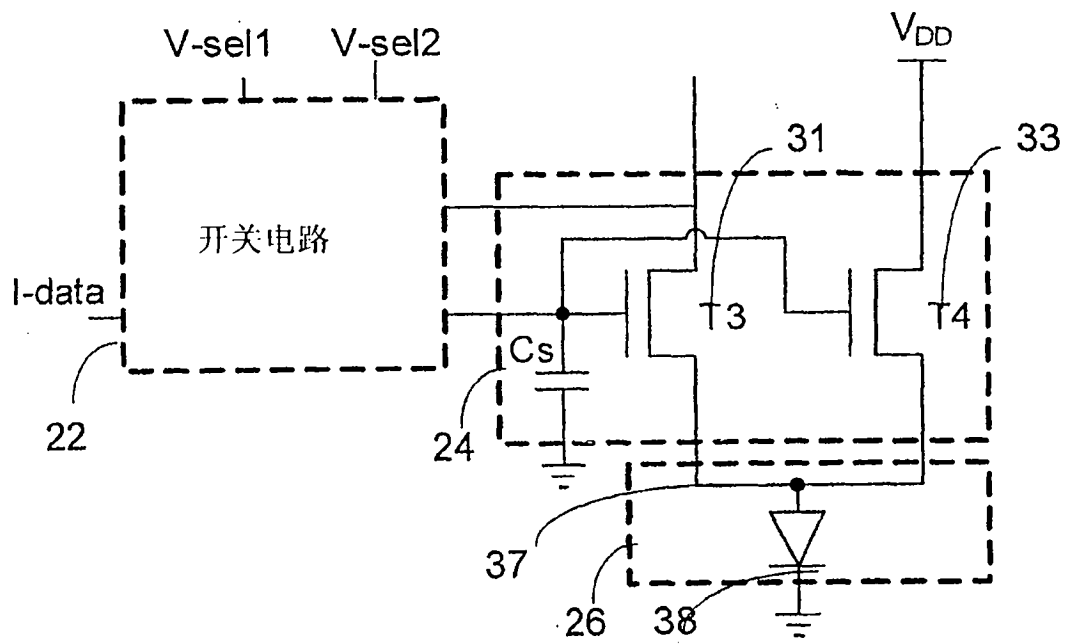 V-sel1
V-sel2
VDD
31
33
开关电路
I-data
T3
T4
Cs
22
24
37
26
38